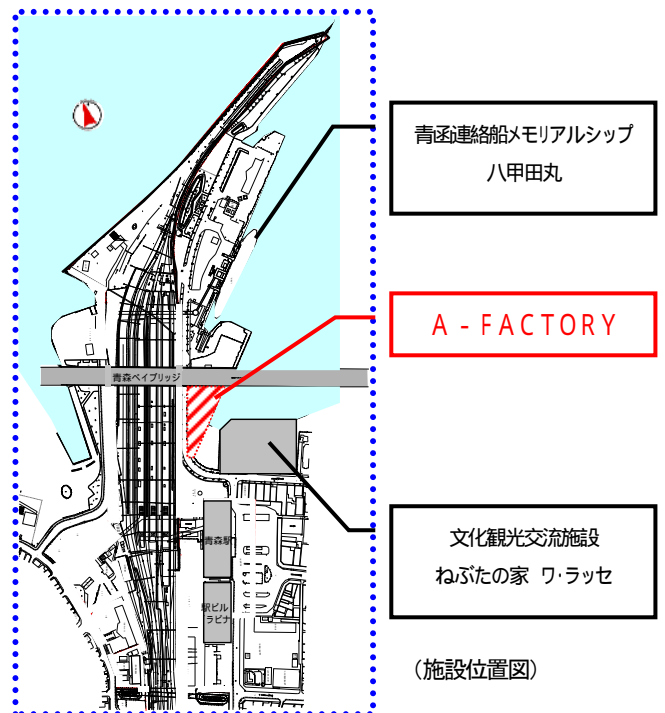 青函連絡船メモリアルシップ
八甲田丸
A-FACTORY
青森ベイブリッジ
文化観光交流施設
ねぶたの家 ワ・ラッセ
青森駅
駅ビル
ラビナ
(施設位置図)